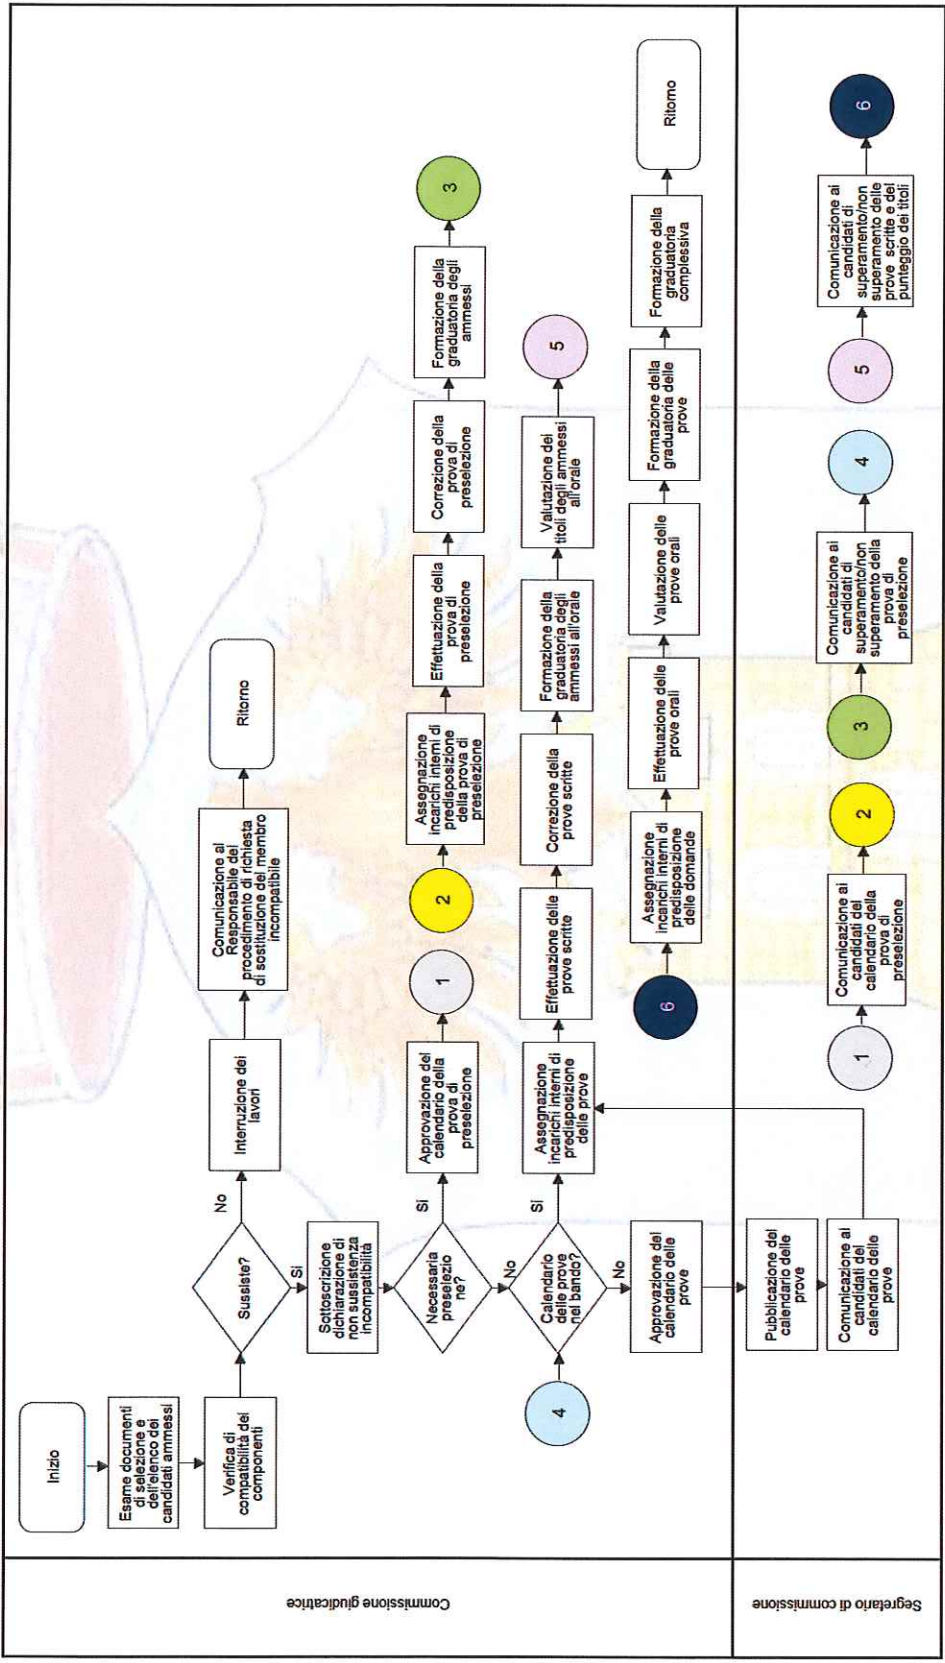 Commissione giudicatrice
Inizio
Esame documenti
di selezione e
dell'elenco dei
candidati ammessi
Verifica di
compatibilità dei
componenti
Sussiste?
No
Interruzione dei
lavori
Comunicazione al
Responsabile del
procedimento di richiesta
di sostituzione del membro
incompatibile
Ritorno
Si
Sottoscrizione
dichiarazione di
non sussistenza
incompatibilità
Necessaria
preselezio
ne?
Si
Approvazione del
calendario della
prova di
preselezione
1
2
Assegnazione
incarichi interni di
predisposizione
della prova di
preselezione
Effettuazione della
prova di
preselezione
Correzione della
prova di
preselezione
Formazione della
graduatoria degli
ammessi
3
No
4
Calendario
delle prove
nel bando?
Si
Assegnazione
incarichi interni di
predisposizione
delle prove
Effettuazione delle
prove scritte
Correzione della
prove scritte
Formazione della
graduatoria degli
ammessi all'orale
Valutazione dei
titoli degli ammessi
all'orale
5
No
Approvazione del
calendario delle
prove
6
Assegnazione
incarichi interni di
predisposizione
delle domande
Effettuazione delle
prove orali
Valutazione delle
prove orali
Formazione della
graduatoria delle
prove
Formazione della
graduatoria
complessiva
Ritorno
Segretario di commissione
Publicazione del
calendario delle
prove
Comunicazione ai
candidati del
calendario delle
prove
1
Comunicazione ai
candidati del
calendario della
prova di
preselezione
2
3
Comunicazione ai
candidati di
superamento/non
superamento della
prova di
preselezione
4
5
Comunicazione ai
candidati di
superamento/non
superamento delle
prove scritte e del
punteggio dei titoli
6